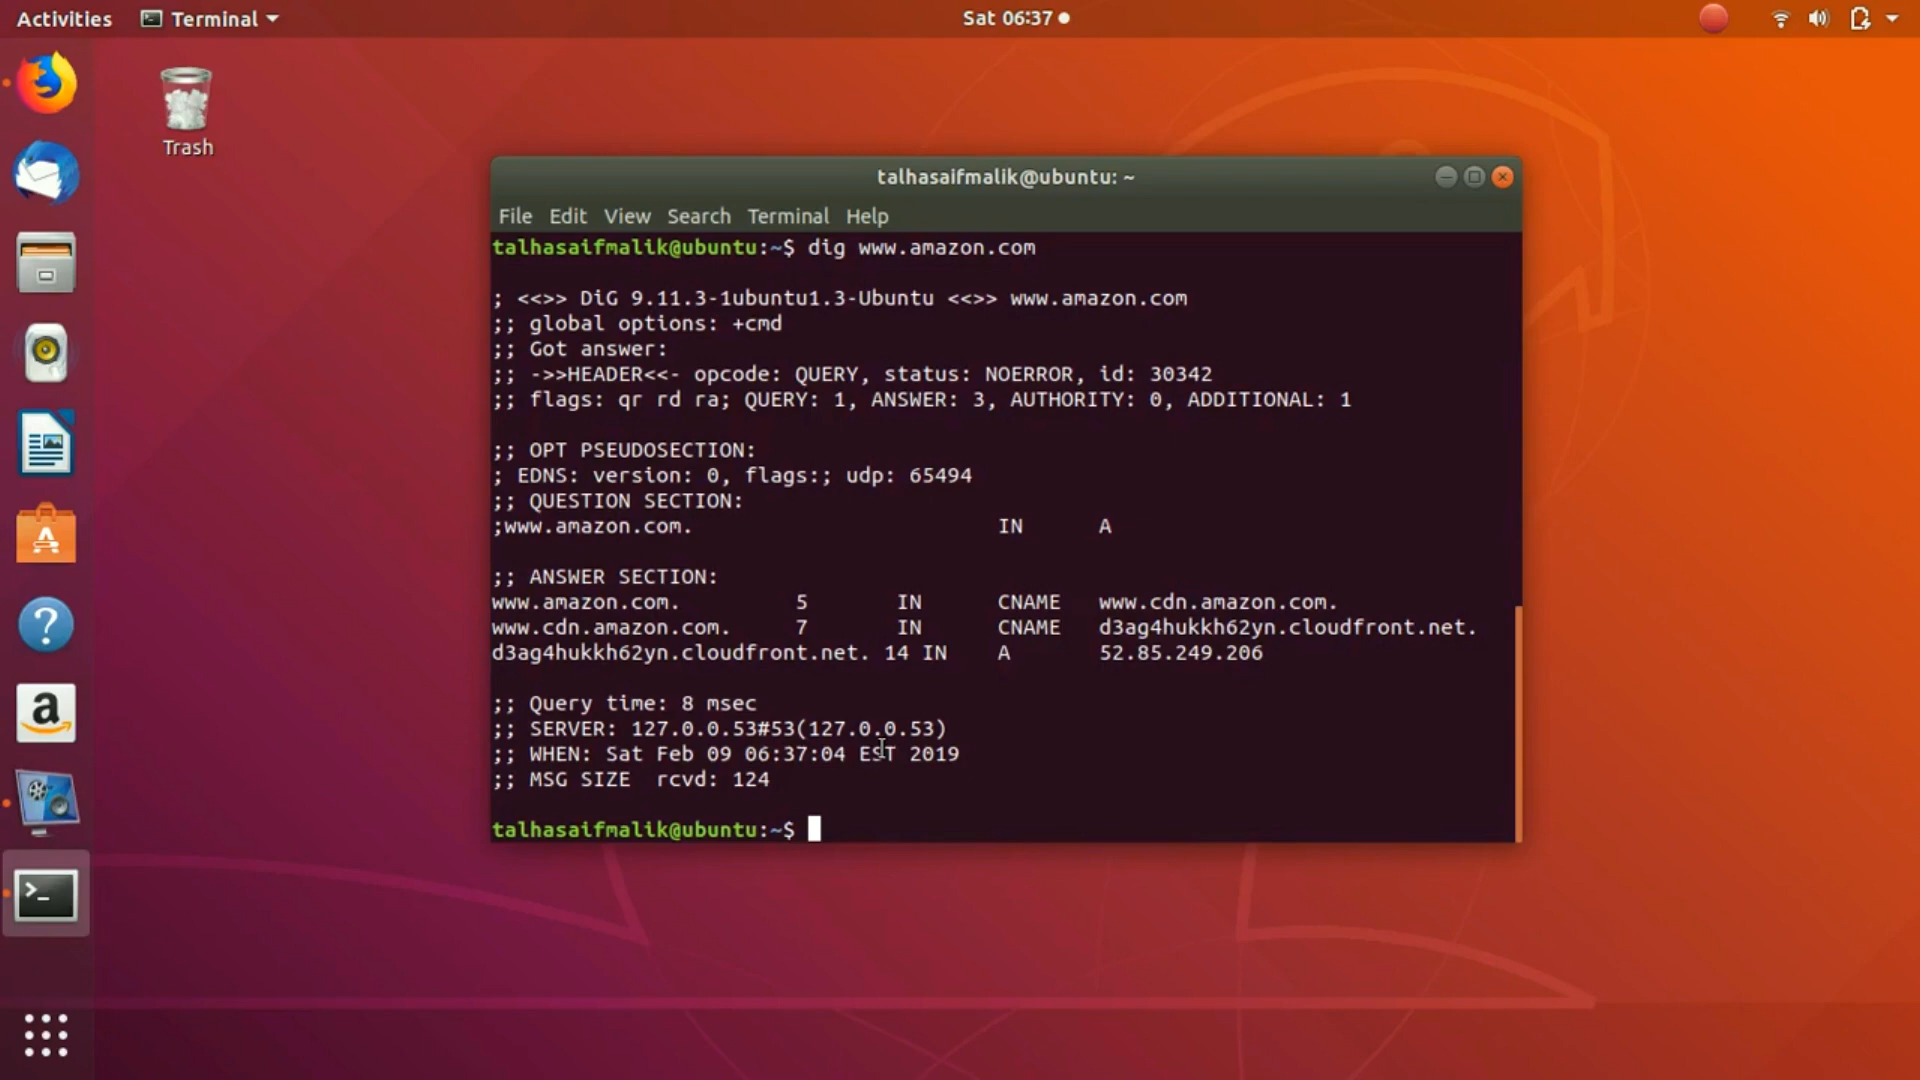 Activities Terminal Sat 06:37
Trash
talhasaifmalik@ubuntu: ~
File Edit View Search Terminal Help
talhasaifmalik@ubuntu:~$ dig www.amazon.com
; <<>> DiG 9.11.3-1ubuntu1.3-Ubuntu <<>> www.amazon.com
;; global options: +cmd
;; Got answer:
;; ->>HEADER<<- opcode: QUERY, status: NOERROR, id: 30342
;; flags: qr rd ra; QUERY: 1, ANSWER: 3, AUTHORITY: 0, ADDITIONAL: 1
;; OPT PSEUDOSECTION:
; EDNS: version: 0, flags:; udp: 65494
;; QUESTION SECTION:
;www.amazon.com. IN A
;; ANSWER SECTION:
www.amazon.com. 5 IN CNAME www.cdn.amazon.com.
www.cdn.amazon.com. 7 IN CNAME d3ag4hukkh62yn.cloudfront.net.
d3ag4hukkh62yn.cloudfront.net. 14 IN A 52.85.249.206
;; Query time: 8 msec
;; SERVER: 127.0.0.53#53(127.0.0.53)
;; WHEN: Sat Feb 09 06:37:04 EST 2019
;; MSG SIZE rcvd: 124
talhasaifmalik@ubuntu:~$